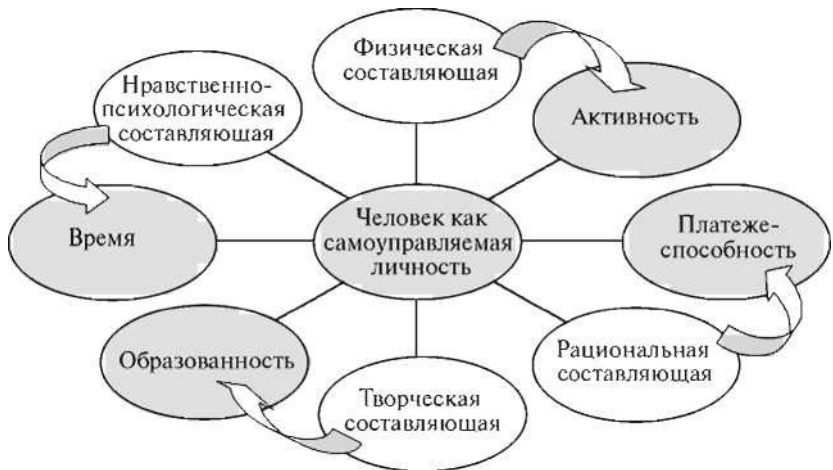 Физическая
составляющая
Нравственно-
психологическая
составляющая
Активность
Время
Человек как
самоуправляемая
личность
Платеже-
способность
Образованность
Рациональная
составляющая
Творческая
составляющая